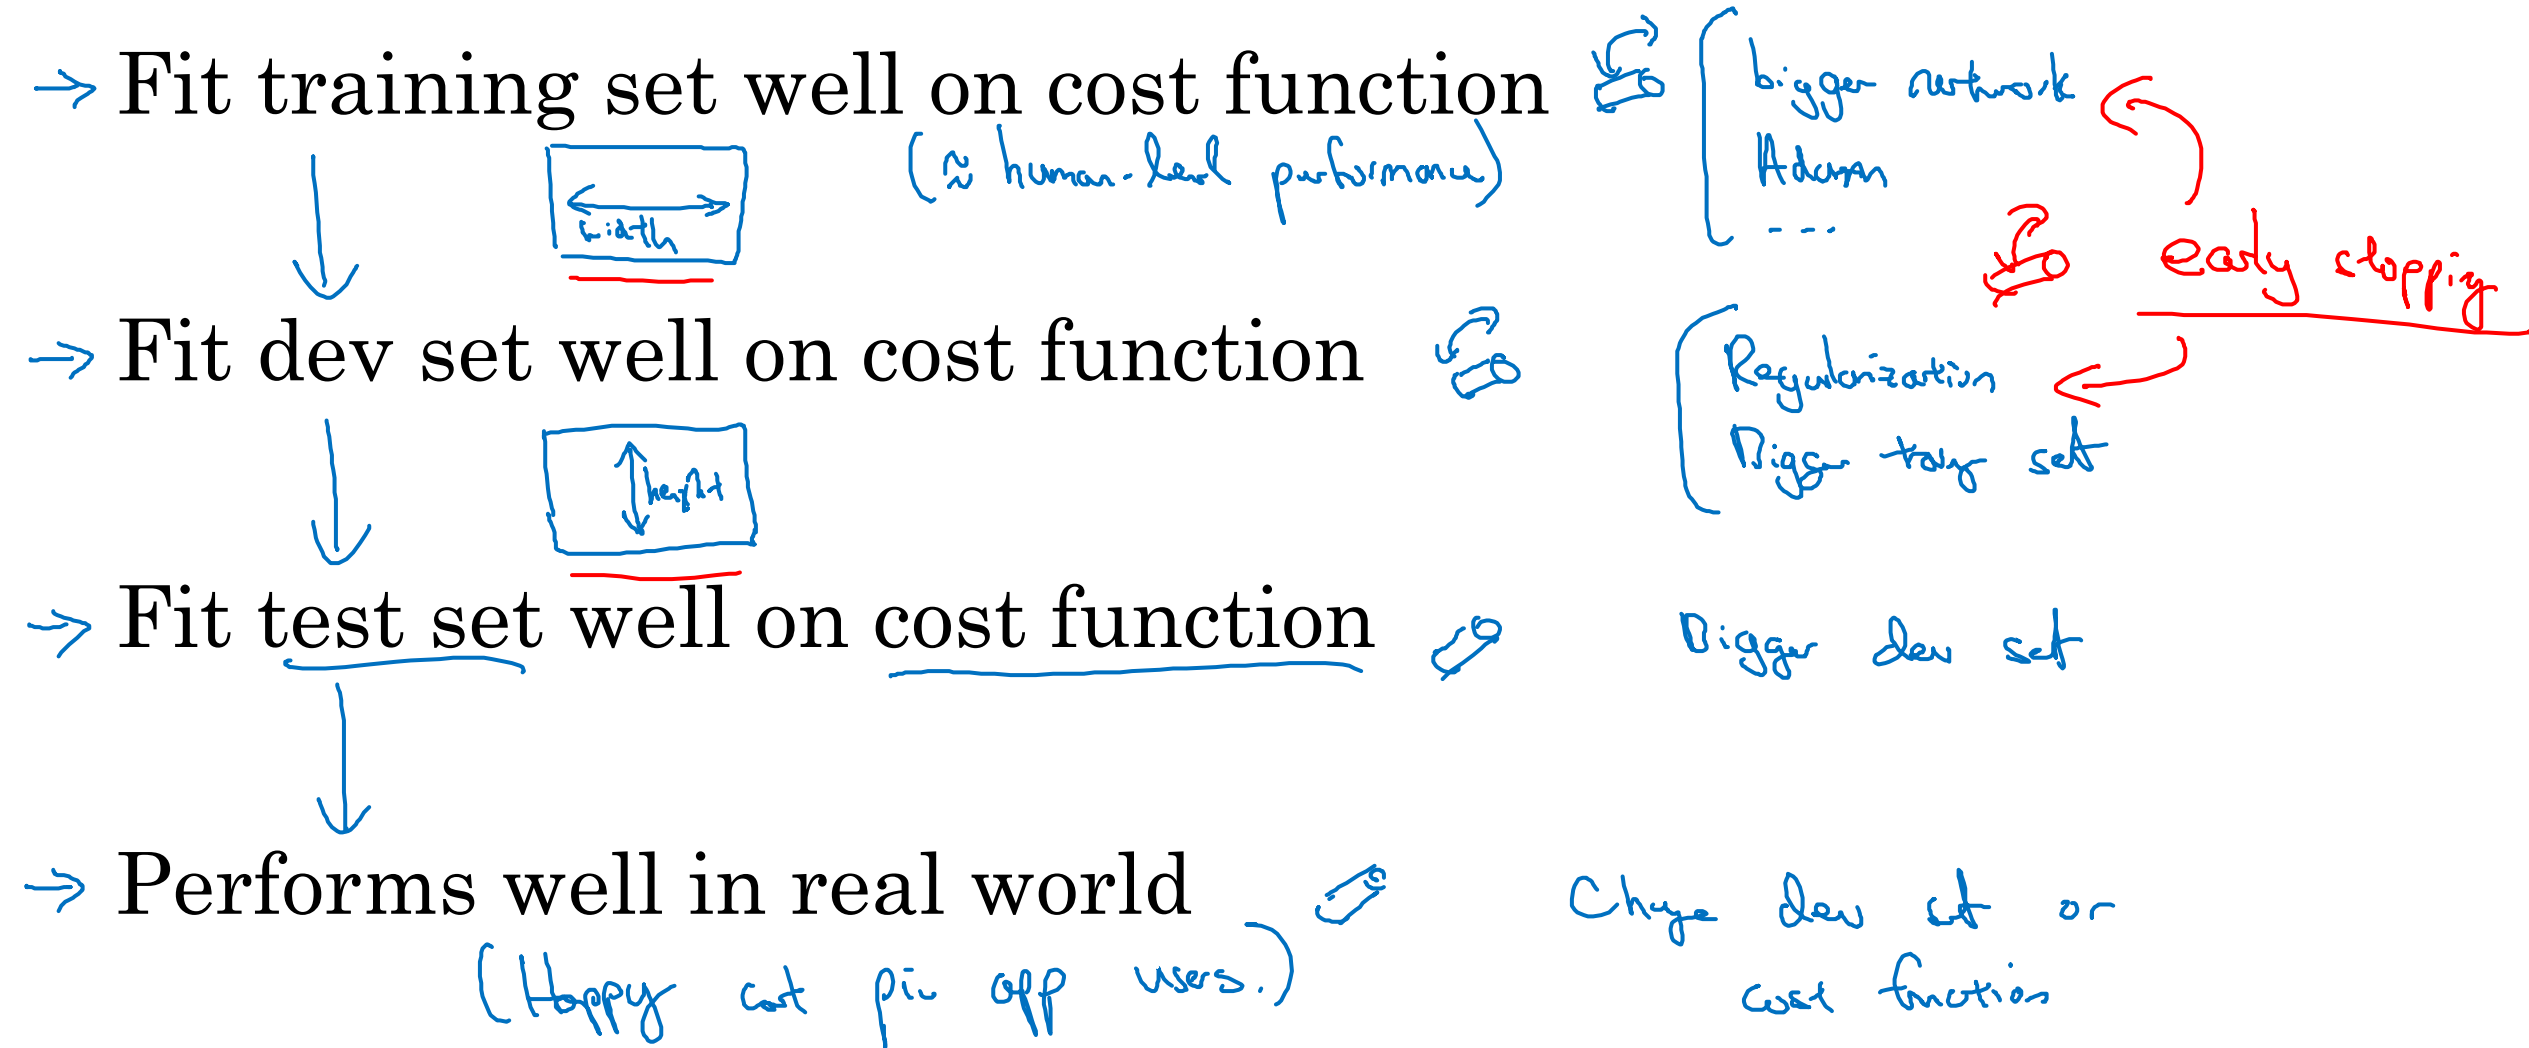 → Fit training set well on cost function
(≈ human-level performance)
bigger network
Adam
....
width
early stopping
→ Fit dev set well on cost function
Regularization
Bigger set
height
→ Fit test set well on cost function
Bigger dev set
→ Performs well in real world
(Happy cat pic app users.)
Change dev set or
cost function